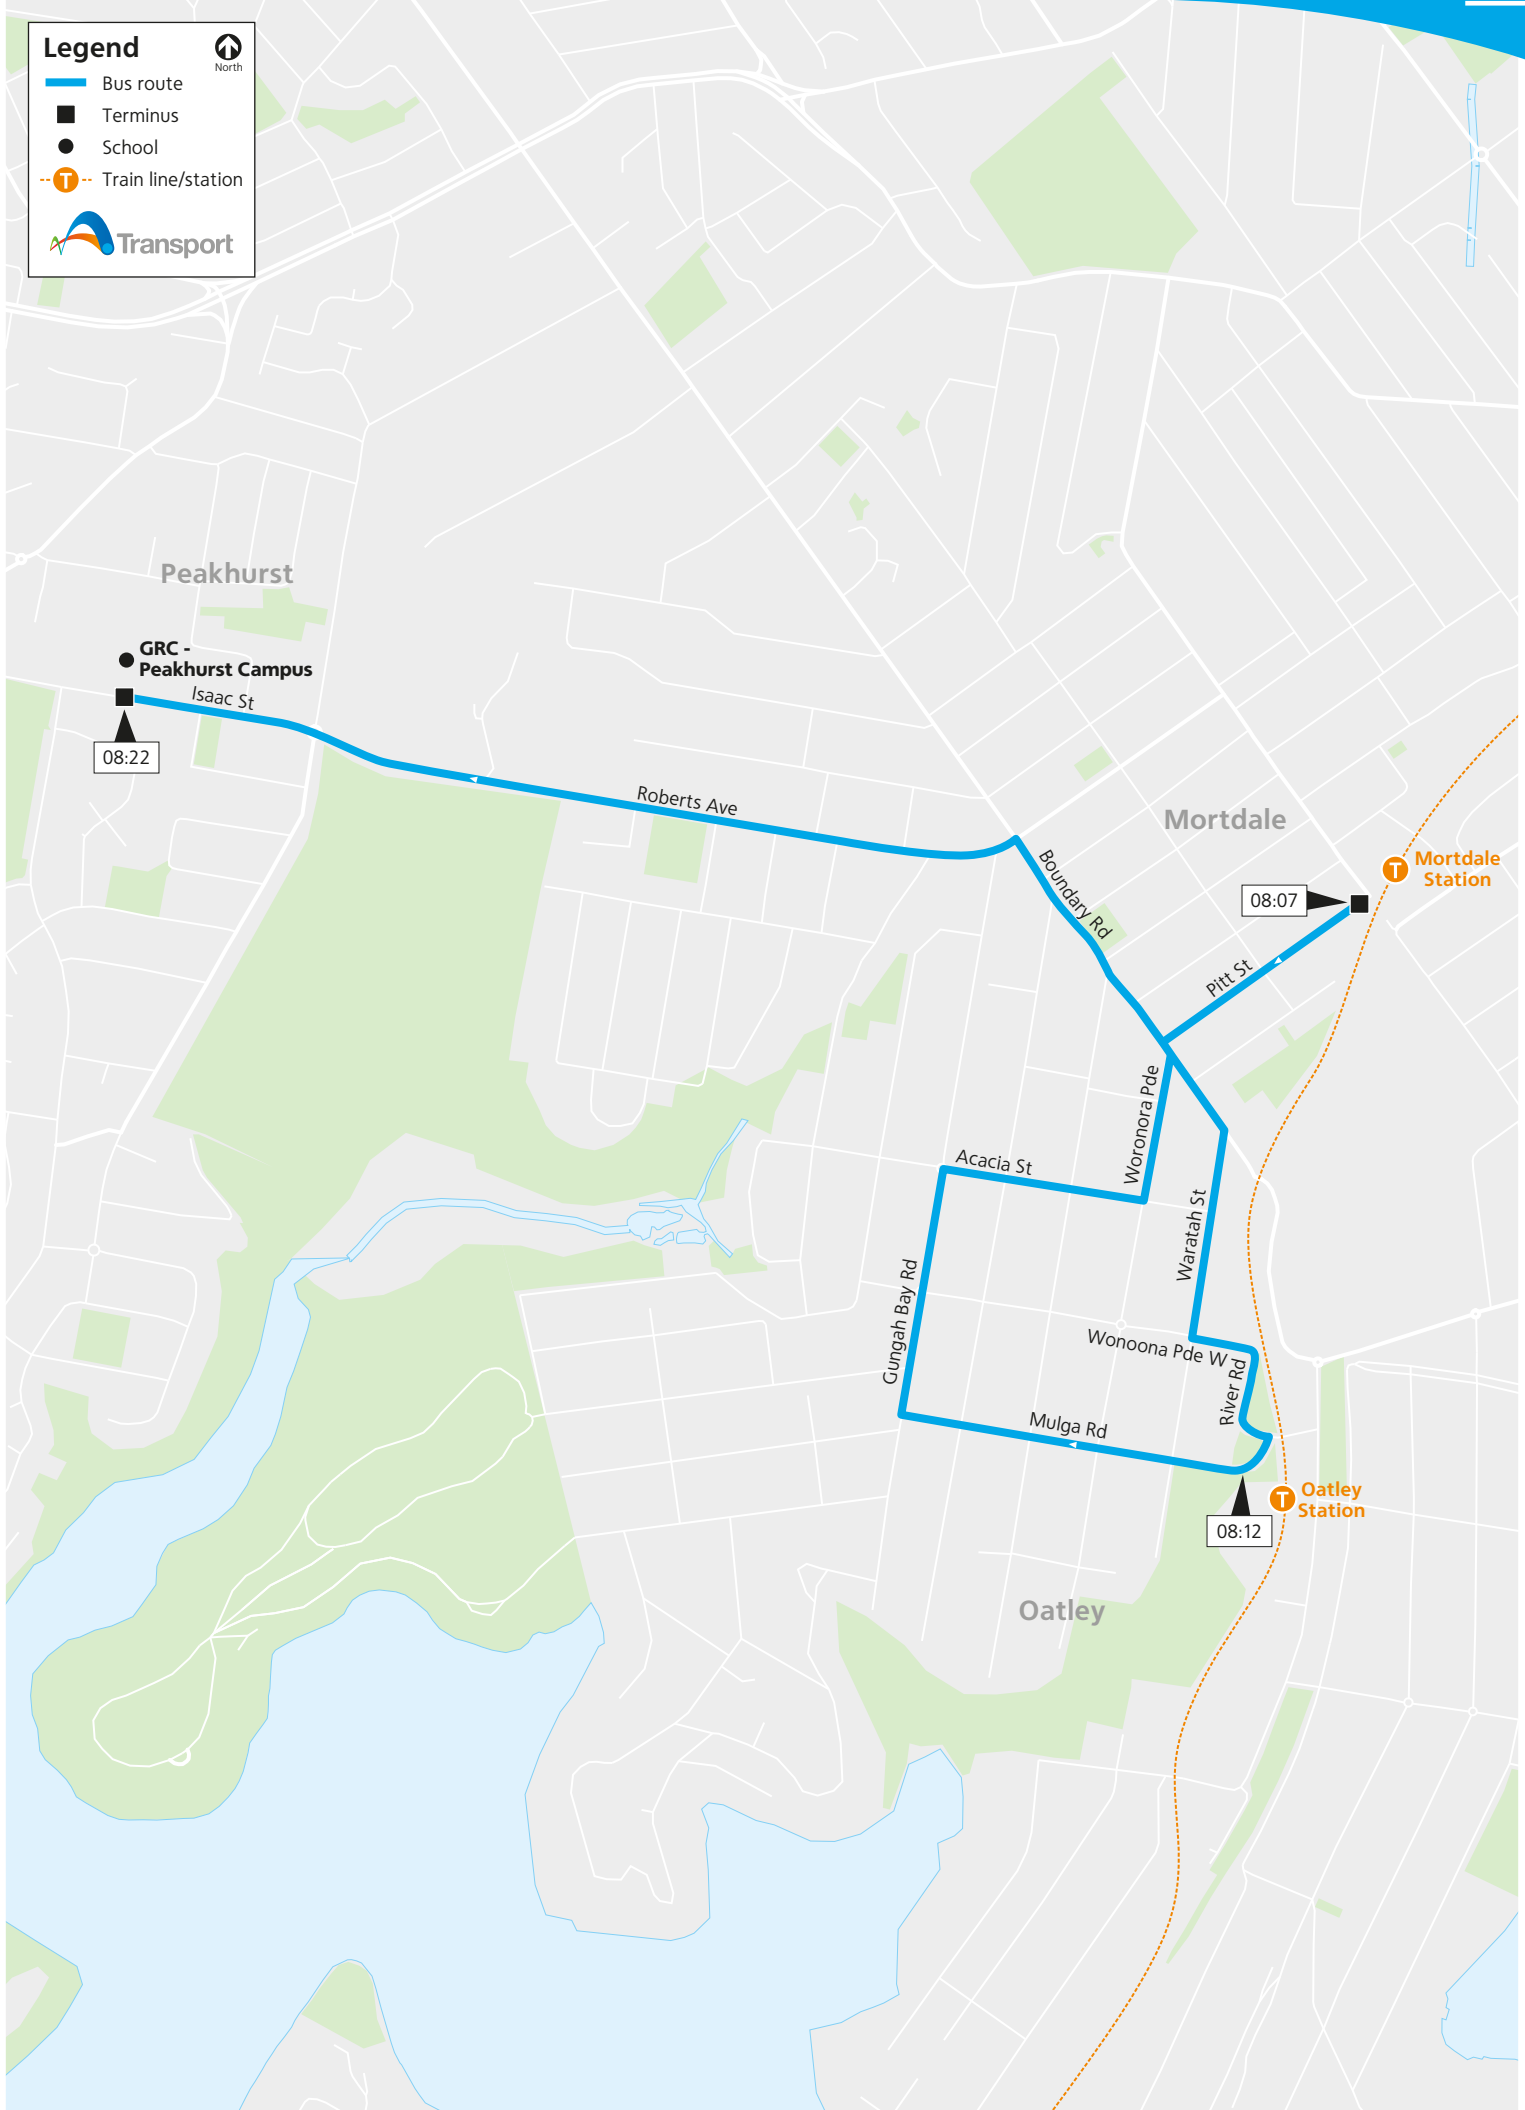 Legend
North
Bus route
Terminus
School
T
Train line/station
Transport
Peakhurst
GRC -
Peakhurst Campus
Isaac St
08:22
Roberts Ave
Boundary Rd
Mortdale
T
Mortdale
Station
08:07
Pitt St
Woronora Pde
Acacia St
Waratah St
Gungah Bay Rd
Wonoona Pde W
River Rd
Mulga Rd
T
Oatley
Station
08:12
Oatley